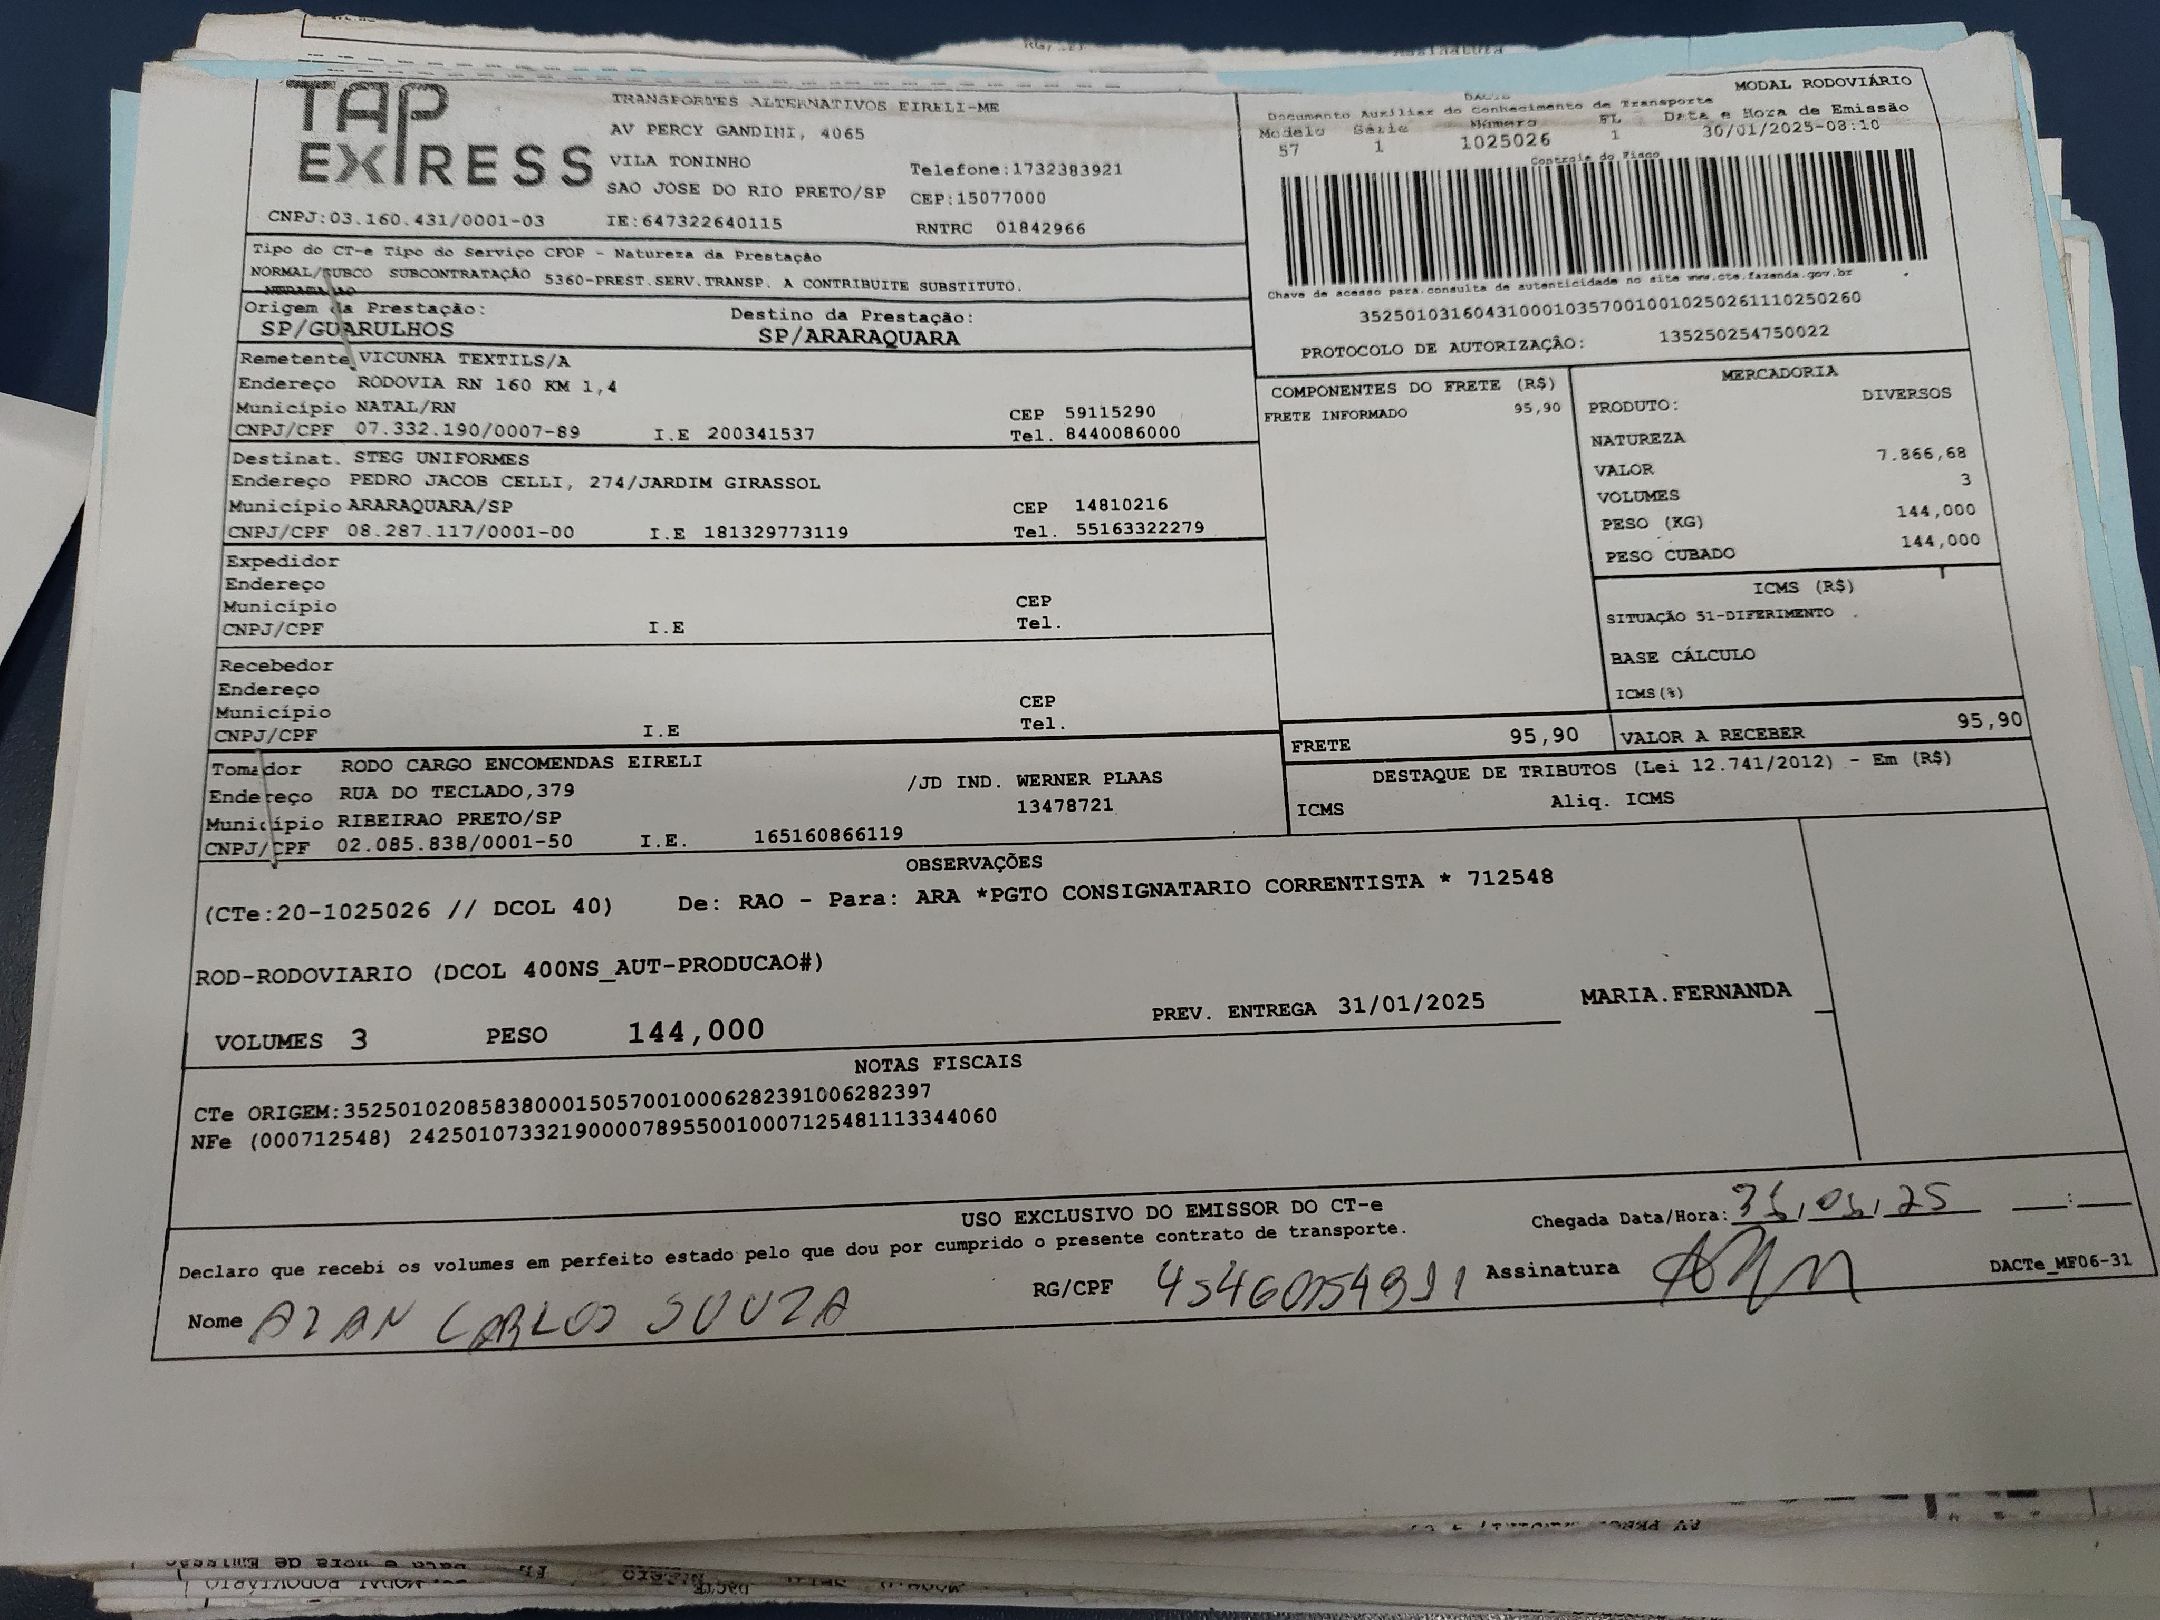 TAP EXPRESS
TRANSPORTES ALTERNATIVOS EIRELI-ME
AV PERCY GANDINI, 4065
VILA TONINHO
Telefone:1732383921
SAO JOSE DO RIO PRETO/SP
CEP:15077000
CNPJ:03.160.431/0001-03
IE:647322640115
RNTRC 01842966
MODAL RODOVIÁRIO
DACTE
Documento Auxiliar do Conhecimento de Transporte
Modelo Série Número FL Data e Hora de Emissão
57 1 1025026 1 30/01/2025-08:10
Controle do Fisco
Chave de acesso para consulta de autenticidade no site www.cte.fazenda.gov.br
35250103160431000103570010010250261110250260
PROTOCOLO DE AUTORIZAÇÃO: 135250254750022
Tipo do CT-e Tipo do Serviço CFOP - Natureza da Prestação
NORMAL/SUBCO SUBCONTRATAÇÃO 5360-PREST.SERV.TRANSP. A CONTRIBUITE SUBSTITUTO.
Origem da Prestação:
SP/GUARULHOS
Destino da Prestação:
SP/ARARAQUARA
Remetente VICUNHA TEXTILS/A
Endereço RODOVIA RN 160 KM 1,4
Município NATAL/RN CEP 59115290
CNPJ/CPF 07.332.190/0007-89 I.E 200341537 Tel. 8440086000
Destinat. STEG UNIFORMES
Endereço PEDRO JACOB CELLI, 274/JARDIM GIRASSOL
Município ARARAQUARA/SP CEP 14810216
CNPJ/CPF 08.287.117/0001-00 I.E 181329773119 Tel. 55163322279
Expedidor
Endereço
Município CEP
CNPJ/CPF I.E Tel.
Recebedor
Endereço
Município CEP
CNPJ/CPF I.E Tel.
Tomador RODO CARGO ENCOMENDAS EIRELI
Endereço RUA DO TECLADO,379 /JD IND. WERNER PLAAS
Município RIBEIRAO PRETO/SP 13478721
CNPJ/CPF 02.085.838/0001-50 I.E. 165160866119
COMPONENTES DO FRETE (R$)
FRETE INFORMADO 95,90
MERCADORIA
PRODUTO: DIVERSOS
NATUREZA
VALOR 7.866,68
VOLUMES 3
PESO (KG) 144,000
PESO CUBADO 144,000
ICMS (R$)
SITUAÇÃO 51-DIFERIMENTO
BASE CÁLCULO
ICMS(%)
FRETE 95,90 VALOR A RECEBER 95,90
DESTAQUE DE TRIBUTOS (Lei 12.741/2012) - Em (R$)
ICMS Aliq. ICMS
OBSERVAÇÕES
(CTe:20-1025026 // DCOL 40) De: RAO - Para: ARA *PGTO CONSIGNATARIO CORRENTISTA * 712548
ROD-RODOVIARIO (DCOL 400NS_AUT-PRODUCAO#)
VOLUMES 3 PESO 144,000 PREV. ENTREGA 31/01/2025 MARIA.FERNANDA
NOTAS FISCAIS
CTe ORIGEM:35250102085838000150570010006282391006282397
NFe (000712548) 24250107332190000789550010007125481113344060
USO EXCLUSIVO DO EMISSOR DO CT-e
Declaro que recebi os volumes em perfeito estado pelo que dou por cumprido o presente contrato de transporte.
Chegada Data/Hora: 31,01,25 :
Nome ALAN CARLOS SOUZA RG/CPF Assinatura
DACTe_MF06-31